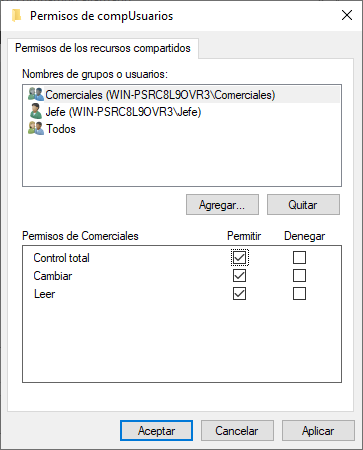 Permisos de compUsuarios
Permisos de los recursos compartidos
Nombres de grupos o usuarios:
Comerciales (WIN-PSRC8L9OVR3\Comerciales)
Jefe (WIN-PSRC8L9OVR3\Jefe)
Todos
Agregar... Quitar
Permisos de Comerciales Permitir Denegar
Control total
Cambiar
Leer
Aceptar Cancelar Aplicar